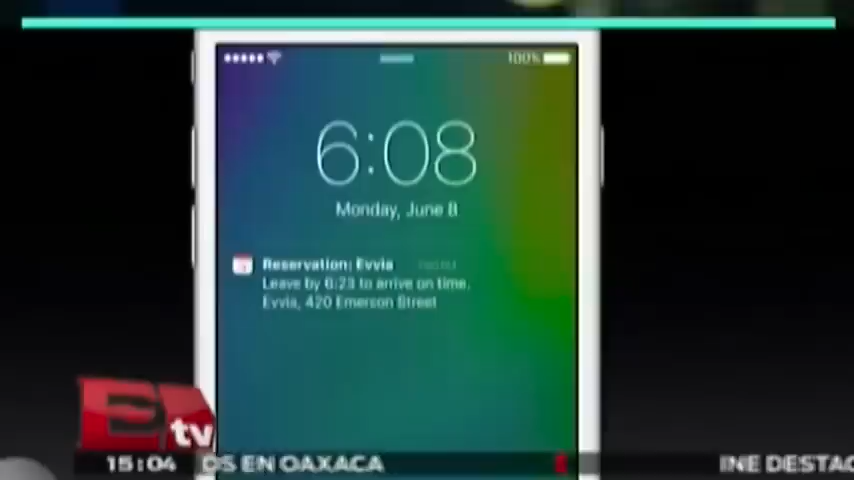 100%
6:08
Monday, June 8
Reservation: Evvia
Leave by 6:23 to arrive on time.
Evvia, 420 Emerson Street
E tv
15:04 OS EN OAXACA INE DESTAC